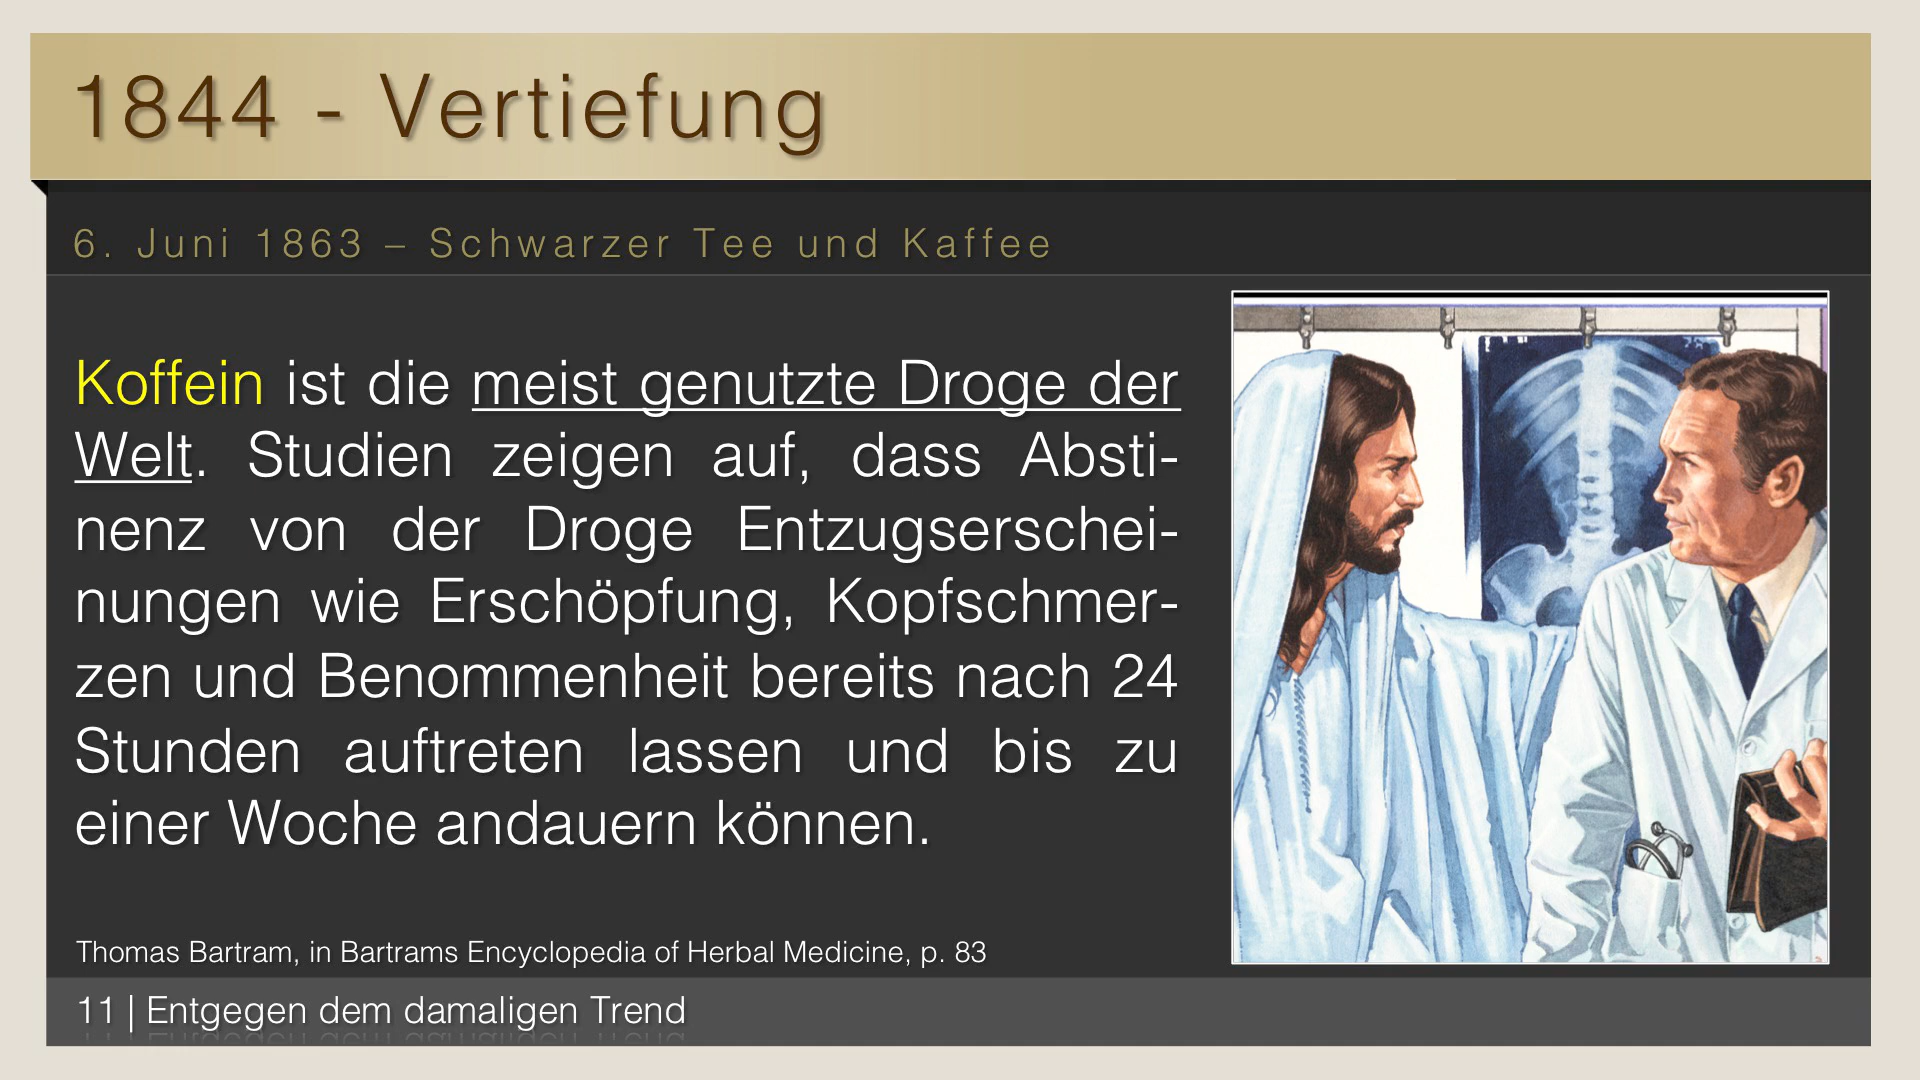 1844 - Vertiefung
6. Juni 1863 – Schwarzer Tee und Kaffee
Koffein ist die meist genutzte Droge der
Welt. Studien zeigen auf, dass Absti-
nenz von der Droge Entzugserschei-
nungen wie Erschöpfung, Kopfschmer-
zen und Benommenheit bereits nach 24
Stunden auftreten lassen und bis zu
einer Woche andauern können.
Thomas Bartram, in Bartrams Encyclopedia of Herbal Medicine, p. 83
11 | Entgegen dem damaligen Trend